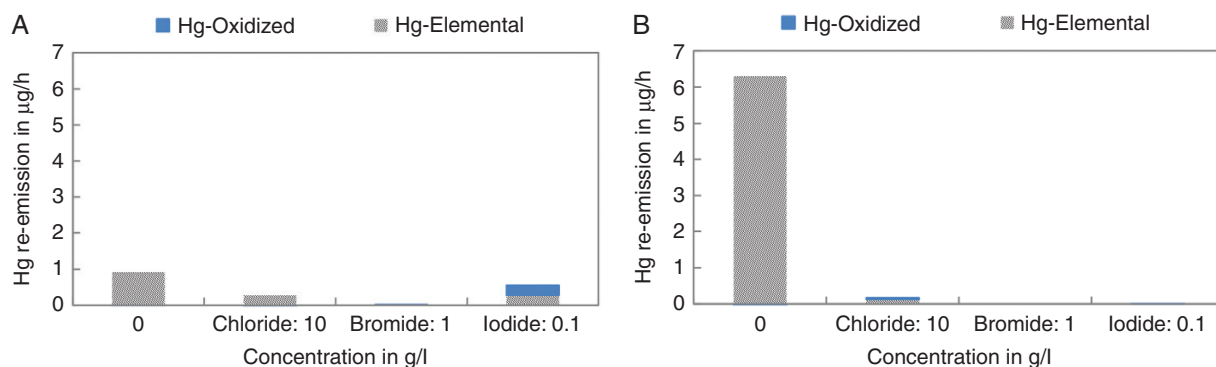 A
Hg-Oxidized Hg-Elemental
7
6
5
4
3
2
1
0
Hg re-emission in µg/h
0 Chloride: 10 Bromide: 1 Iodide: 0.1
Concentration in g/l
B
Hg-Oxidized Hg-Elemental
7
6
5
4
3
2
1
0
Hg re-emission in µg/h
0 Chloride: 10 Bromide: 1 Iodide: 0.1
Concentration in g/l